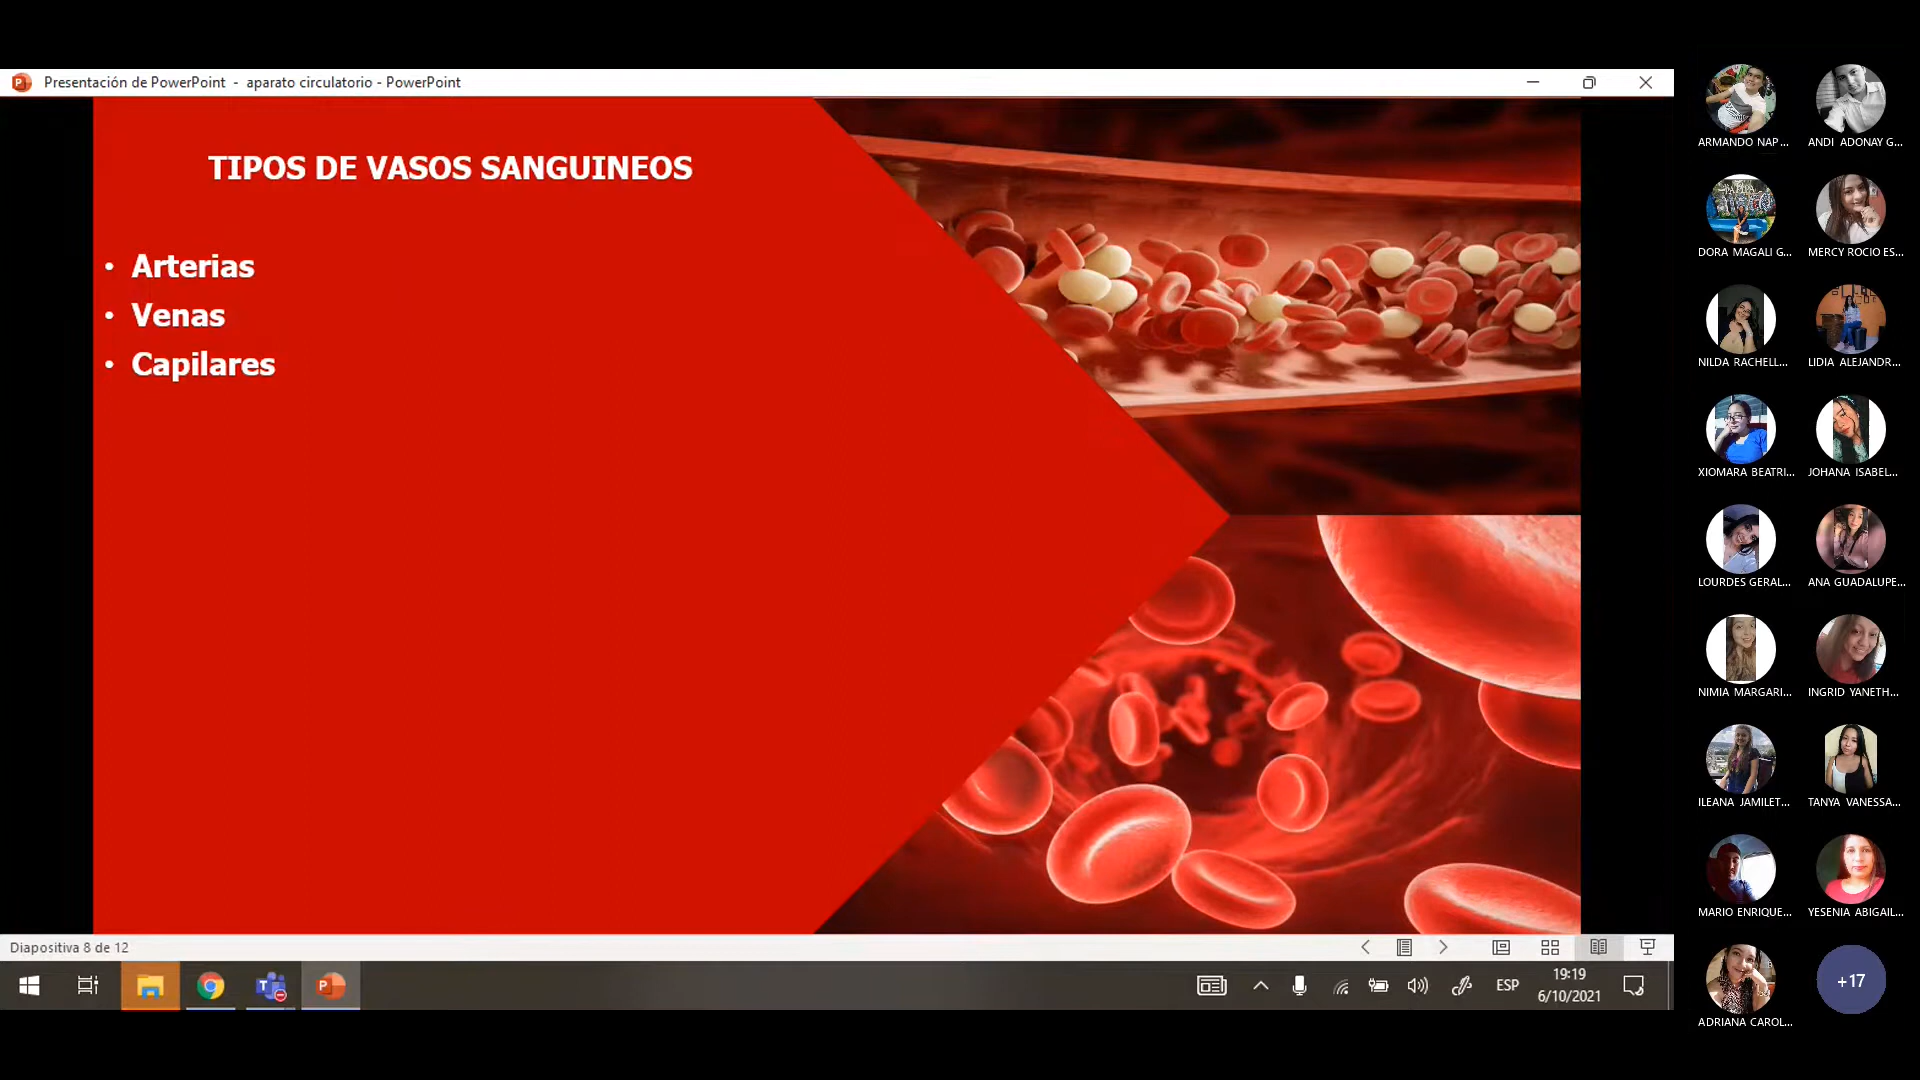 Presentación de PowerPoint - aparato circulatorio - PowerPoint
TIPOS DE VASOS SANGUINEOS
• Arterias
• Venas
• Capilares
Diapositiva 8 de 12
ESP
19:19
6/10/2021
ARMANDO NAP...
ANDI ADONAY G...
DORA MAGALI G...
MERCY ROCIO ES...
NILDA RACHELL...
LIDIA ALEJANDR...
XIOMARA BEATRI...
JOHANA ISABEL...
LOURDES GERAL...
ANA GUADALUPE...
NIMIA MARGARI...
INGRID YANETH...
ILEANA JAMILET...
TANYA VANESSA...
MARIO ENRIQUE...
YESENIA ABIGAIL...
ADRIANA CAROL...
+17